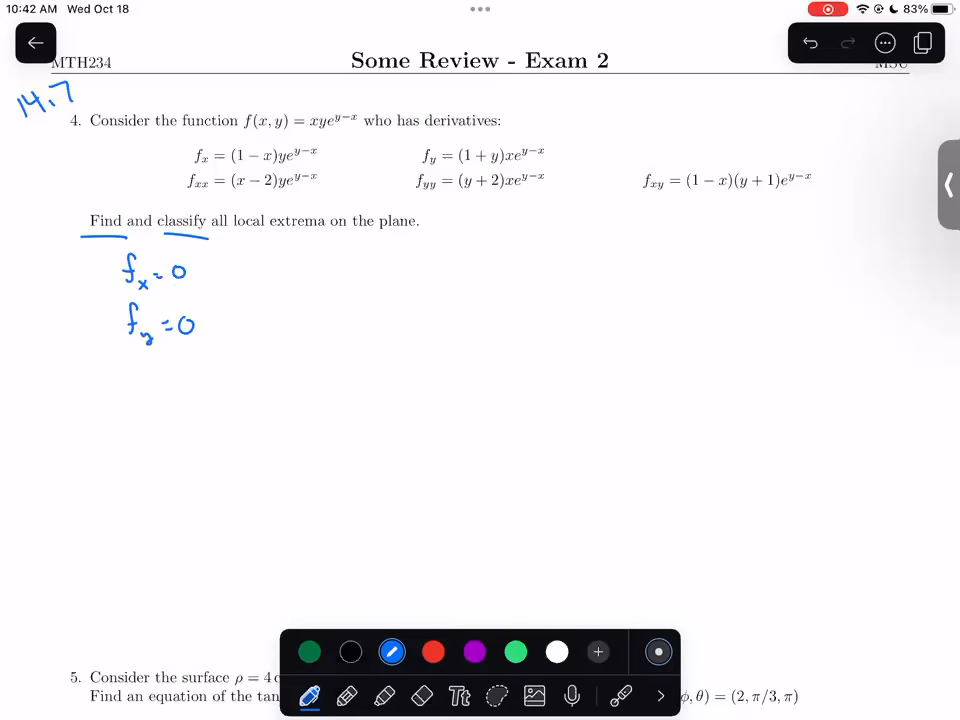 10:42 AM Wed Oct 18
83%
MTH234 Some Review - Exam 2 MSU
14.7
4. Consider the function f(x, y) = xye^{y−x} who has derivatives:
f_x = (1 − x)ye^{y−x} f_y = (1 + y)xe^{y−x}
f_{xx} = (x − 2)ye^{y−x} f_{yy} = (y + 2)xe^{y−x} f_{xy} = (1 − x)(y + 1)e^{y−x}
Find and classify all local extrema on the plane.
f_x = 0
f_y = 0
5. Consider the surface ρ = 4 c
Find an equation of the tan ϕ, θ) = (2, π/3, π)
Tt